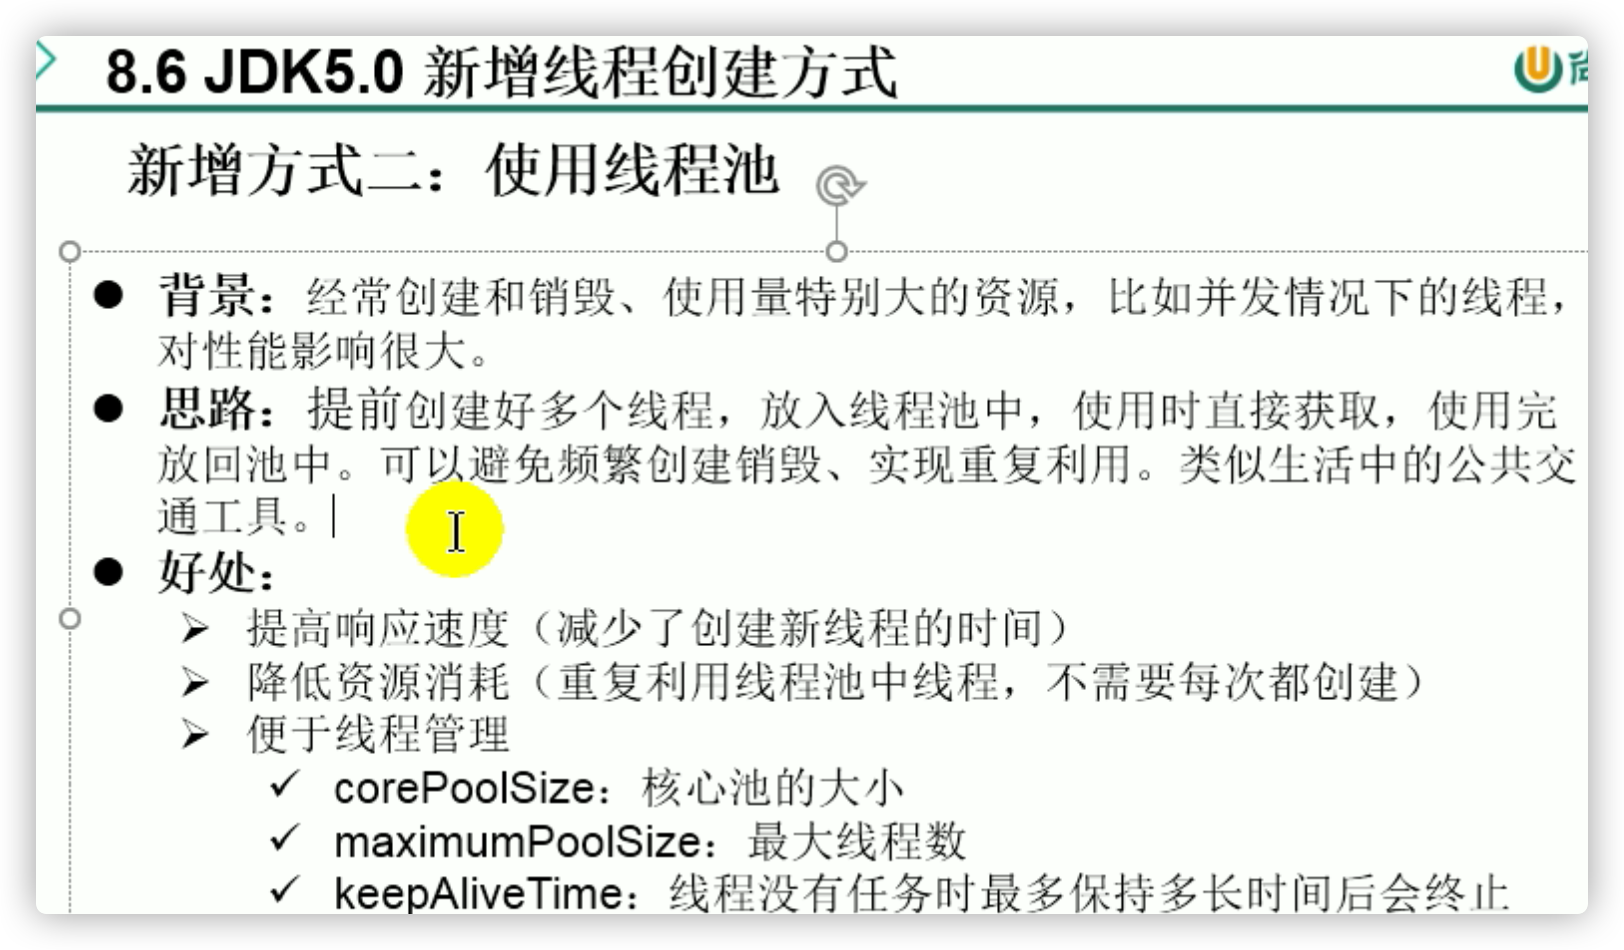 8.6 JDK5.0 新增线程创建方式
新增方式二：使用线程池
背景：经常创建和销毁、使用量特别大的资源，比如并发情况下的线程，
对性能影响很大。
思路：提前创建好多个线程，放入线程池中，使用时直接获取，使用完
放回池中。可以避免频繁创建销毁、实现重复利用。类似生活中的公共交
通工具。
好处：
提高响应速度（减少了创建新线程的时间）
降低资源消耗（重复利用线程池中线程，不需要每次都创建）
便于线程管理
corePoolSize：核心池的大小
maximumPoolSize：最大线程数
keepAliveTime：线程没有任务时最多保持多长时间后会终止